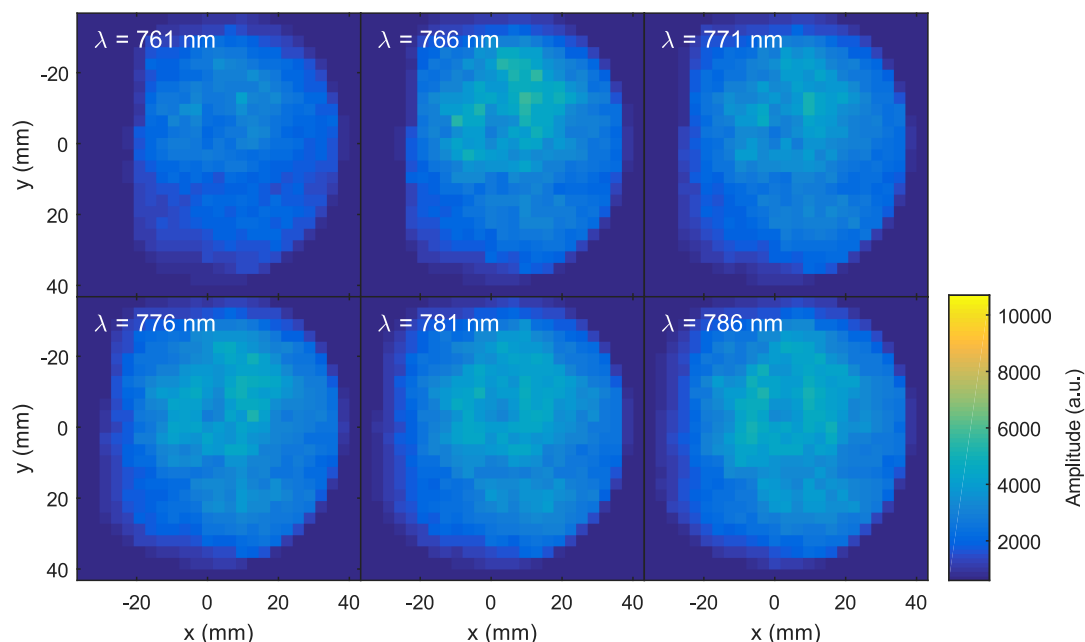 λ = 761 nm
λ = 766 nm
λ = 771 nm
-20
0
20
40
y (mm)
λ = 776 nm
λ = 781 nm
λ = 786 nm
-20
0
20
40
y (mm)
-20 0 20 40
-20 0 20 40
-20 0 20 40
x (mm)
x (mm)
x (mm)
10000
8000
6000
4000
2000
Amplitude (a.u.)